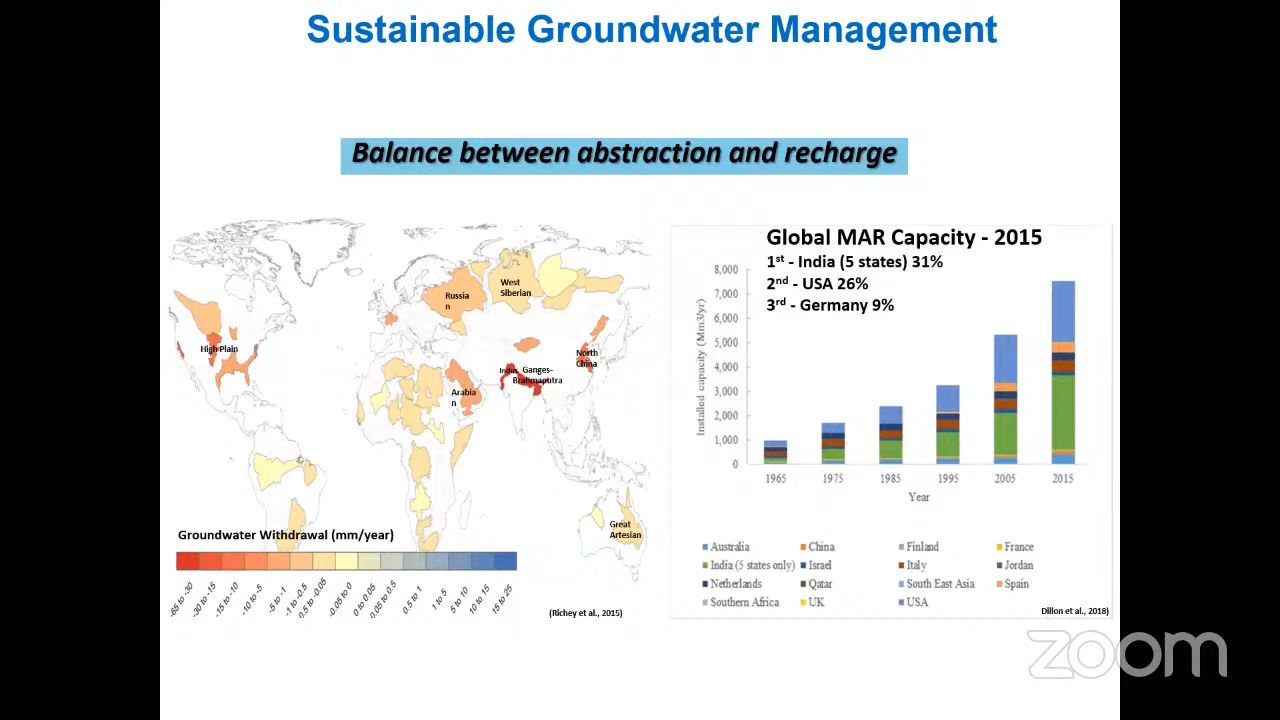 Sustainable Groundwater Management
Balance between abstraction and recharge
Russia
n
West
Siberian
High Plain
North
China
Indus
Ganges-
Brahmaputra
Arabia
n
Great
Artesian
Groundwater Withdrawal (mm/year)
-65 to -30
-30 to -15
-15 to -10
-10 to -5
-5 to -1
-1 to -0.5
0.5 to -0.05
-0.05 to 0
0 to 0.05
0.05 to 0.5
0.5 to 1
1 to 5
5 to 10
10 to 15
15 to 25
(Richey et al., 2015)
Global MAR Capacity - 2015
1st - India (5 states) 31%
2nd - USA 26%
3rd - Germany 9%
Installed capacity (Mm3/yr)
8,000
7,000
6,000
5,000
4,000
3,000
2,000
1,000
0
1965 1975 1985 1995 2005 2015
Year
Australia China Finland France
India (5 states only) Israel Italy Jordan
Netherlands Qatar South East Asia Spain
Southern Africa UK USA
Dillon et al., 2018)
zoom